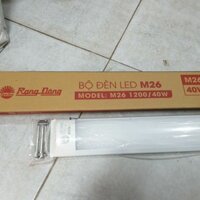 Rạng Đông
BỘ ĐÈN LED M26
MODEL: M26 1200/40W
M26
40W